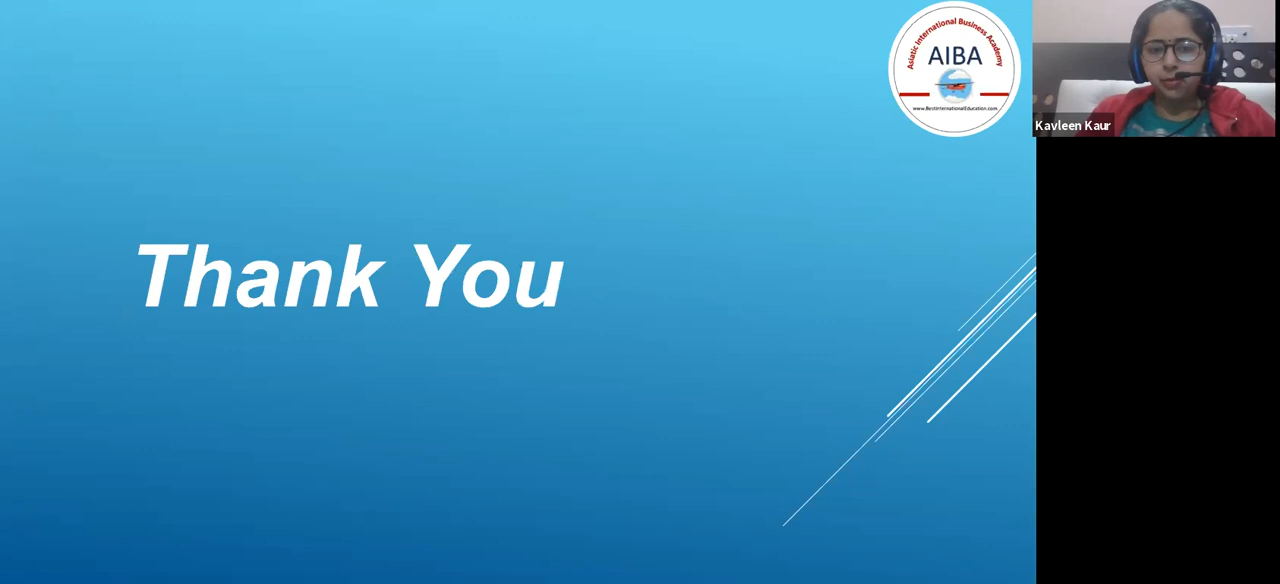 Asiatic International Business Academy
AIBA
www.BestInternationalEducation.com
Kavleen Kaur
Thank You